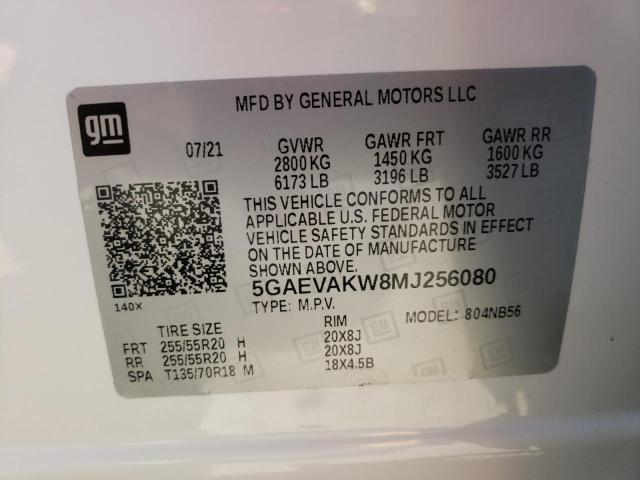 MFD BY GENERAL MOTORS LLC
gm
07/21 GVWR GAWR FRT GAWR RR
2800 KG 1450 KG 1600 KG
6173 LB 3196 LB 3527 LB
THIS VEHICLE CONFORMS TO ALL
APPLICABLE U.S. FEDERAL MOTOR
VEHICLE SAFETY STANDARDS IN EFFECT
ON THE DATE OF MANUFACTURE
SHOWN ABOVE.
5GAEVAKW8MJ256080
140X
TYPE: M.P.V.
MODEL: 804NB56
TIRE SIZE RIM
FRT 255/55R20 H 20X8J
RR 255/55R20 H 20X8J
SPA T135/70R18 M 18X4.5B